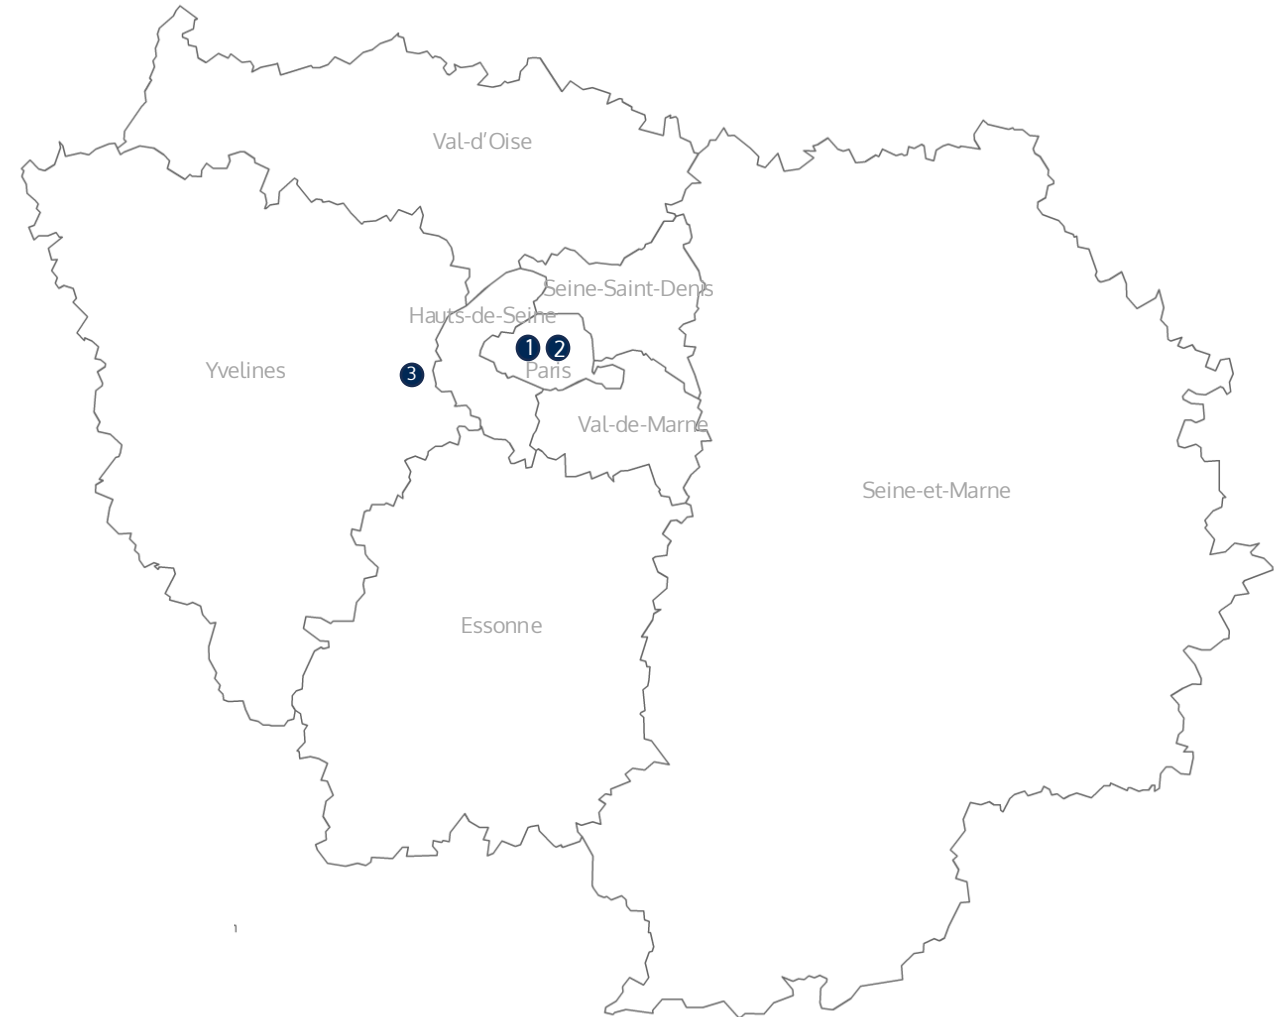 Val-d’Oise
Seine-Saint-Denis
Hauts-de-Seine
1 2
Yvelines
3
Paris
Val-de-Marne
Seine-et-Marne
Essonne